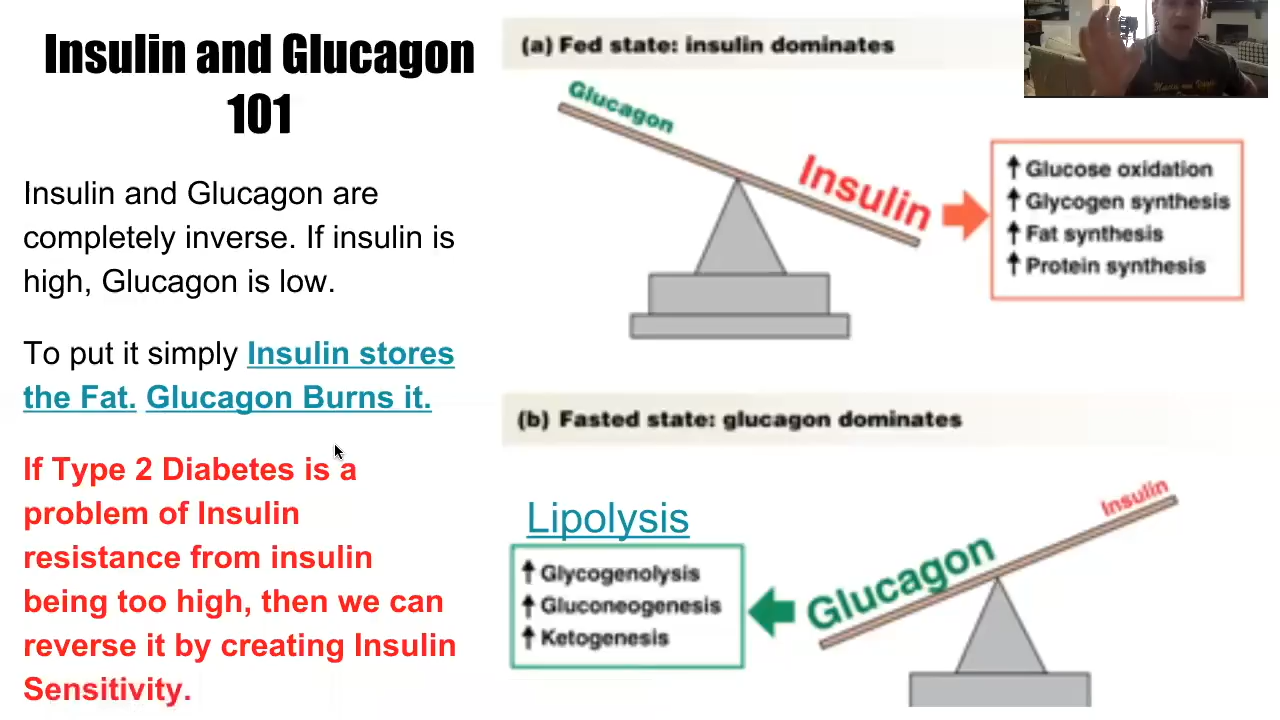 Insulin and Glucagon
101
Insulin and Glucagon are
completely inverse. If insulin is
high, Glucagon is low.
To put it simply Insulin stores
the Fat. Glucagon Burns it.
If Type 2 Diabetes is a
problem of Insulin
resistance from insulin
being too high, then we can
reverse it by creating Insulin
Sensitivity.
(a) Fed state: insulin dominates
Glucagon
Insulin
↑ Glucose oxidation
↑ Glycogen synthesis
↑ Fat synthesis
↑ Protein synthesis
(b) Fasted state: glucagon dominates
Lipolysis
↑ Glycogenolysis
↑ Gluconeogenesis
↑ Ketogenesis
Glucagon
Insulin